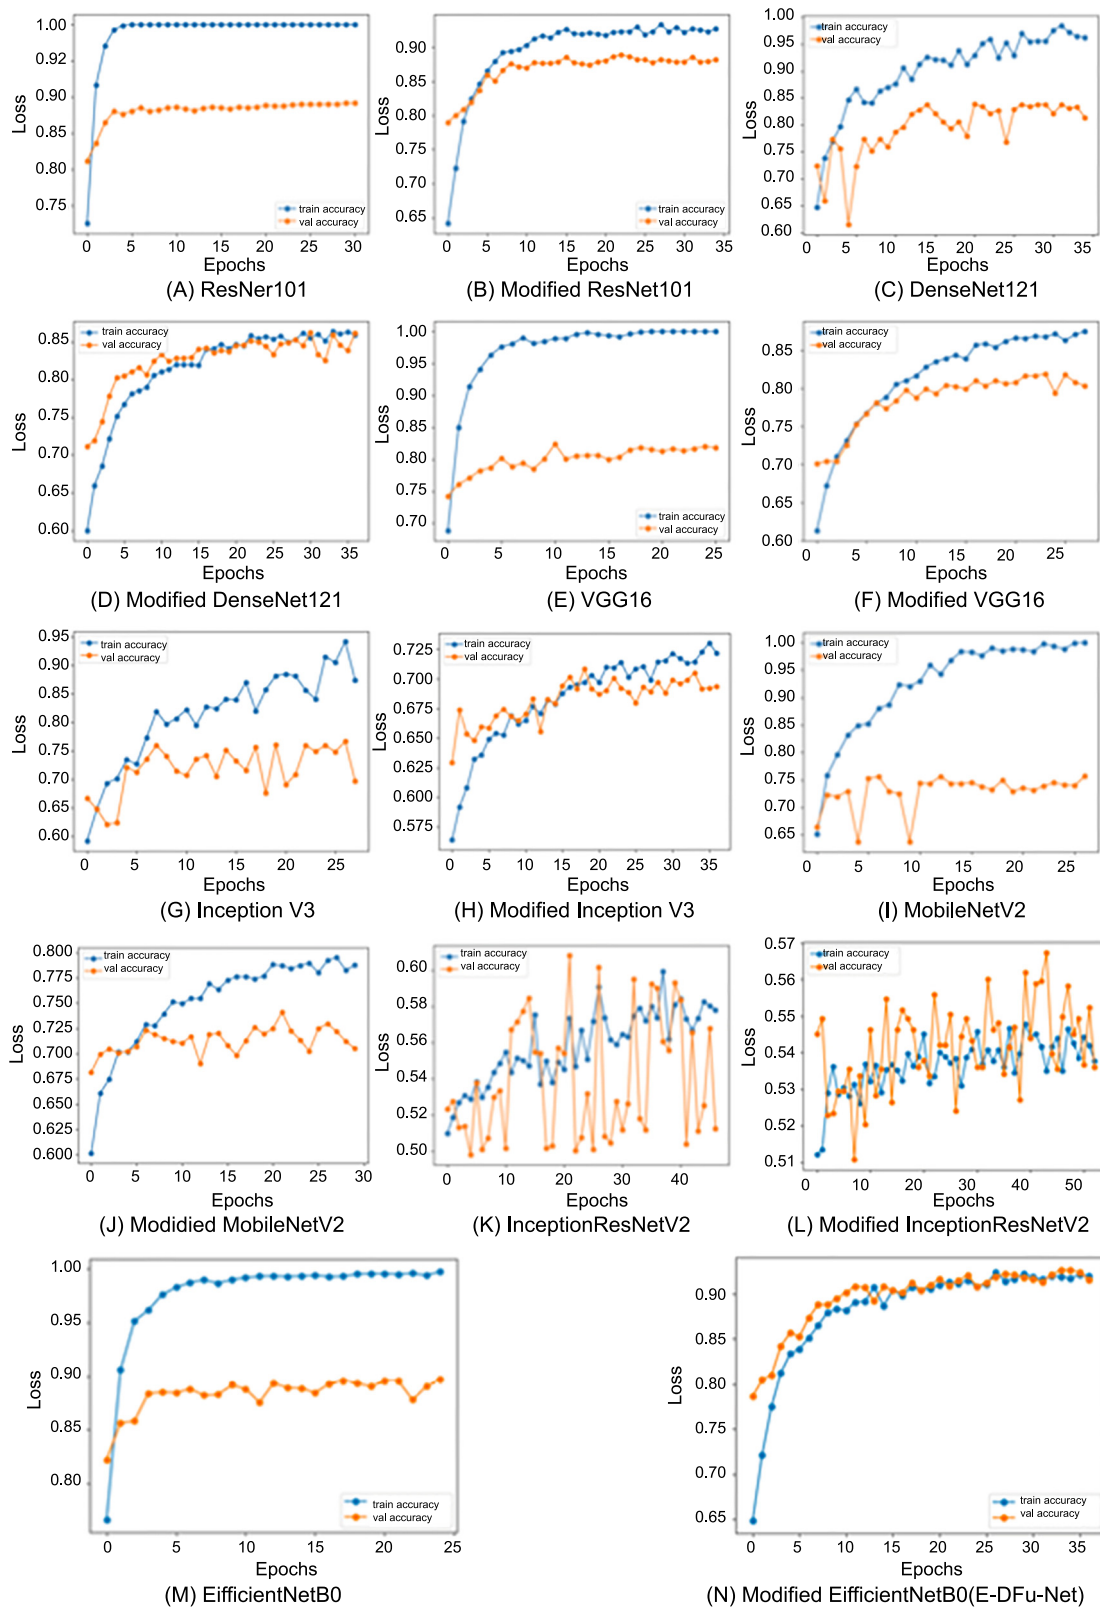 1.00
0.92
0.90
0.85
0.80
0.75
Loss
train accuracy
val accuracy
0 5 10 15 20 25 30
Epochs
(A) ResNer101
0.90
0.85
0.80
0.75
0.70
0.65
Loss
train accuracy
val accuracy
0 5 10 15 20 25 30 35
Epochs
(B) Modified ResNet101
0.95
0.90
0.85
0.80
0.75
0.70
0.65
0.60
Loss
train accuracy
val accuracy
0 5 10 15 20 25 30 35
Epochs
(C) DenseNet121
0.85
0.80
0.75
0.70
0.65
0.60
Loss
train accuracy
val accuracy
0 5 10 15 20 25 30 36
Epochs
(D) Modified DenseNet121
1.00
0.95
0.90
0.85
0.80
0.75
0.70
Loss
train accuracy
val accuracy
0 5 10 15 20 25
Epochs
(E) VGG16
0.85
0.80
0.75
0.70
0.65
0.60
Loss
train accuracy
val accuracy
0 5 10 15 20 25
Epochs
(F) Modified VGG16
0.95
0.90
0.85
0.80
0.75
0.70
0.65
0.60
Loss
train accuracy
val accuracy
0 5 10 15 20 25
Epochs
(G) Inception V3
0.725
0.700
0.675
0.650
0.625
0.600
0.575
Loss
train accuracy
val accuracy
0 5 10 15 20 25 30 35
Epochs
(H) Modified Inception V3
1.00
0.95
0.90
0.85
0.80
0.75
0.70
0.65
Loss
train accuracy
val accuracy
0 5 10 15 20 25
Epochs
(I) MobileNetV2
0.800
0.775
0.750
0.725
0.700
0.675
0.650
0.625
0.600
Loss
train accuracy
val accuracy
0 5 10 15 20 25 30
Epochs
(J) Modidied MobileNetV2
0.60
0.58
0.56
0.54
0.52
0.50
Loss
train accuracy
val accuracy
0 10 20 30 40
Epochs
(K) InceptionResNetV2
0.57
0.56
0.55
0.54
0.53
0.52
0.51
Loss
train accuracy
val accuracy
0 10 20 30 40 50
Epochs
(L) Modified InceptionResNetV2
1.00
0.95
0.90
0.85
0.80
Loss
train accuracy
val accuracy
0 5 10 15 20 25
Epochs
(M) EifficientNetB0
0.90
0.85
0.80
0.75
0.70
0.65
Loss
train accuracy
val accuracy
0 5 10 15 20 25 30 35
Epochs
(N) Modified EifficientNetB0(E-DFu-Net)